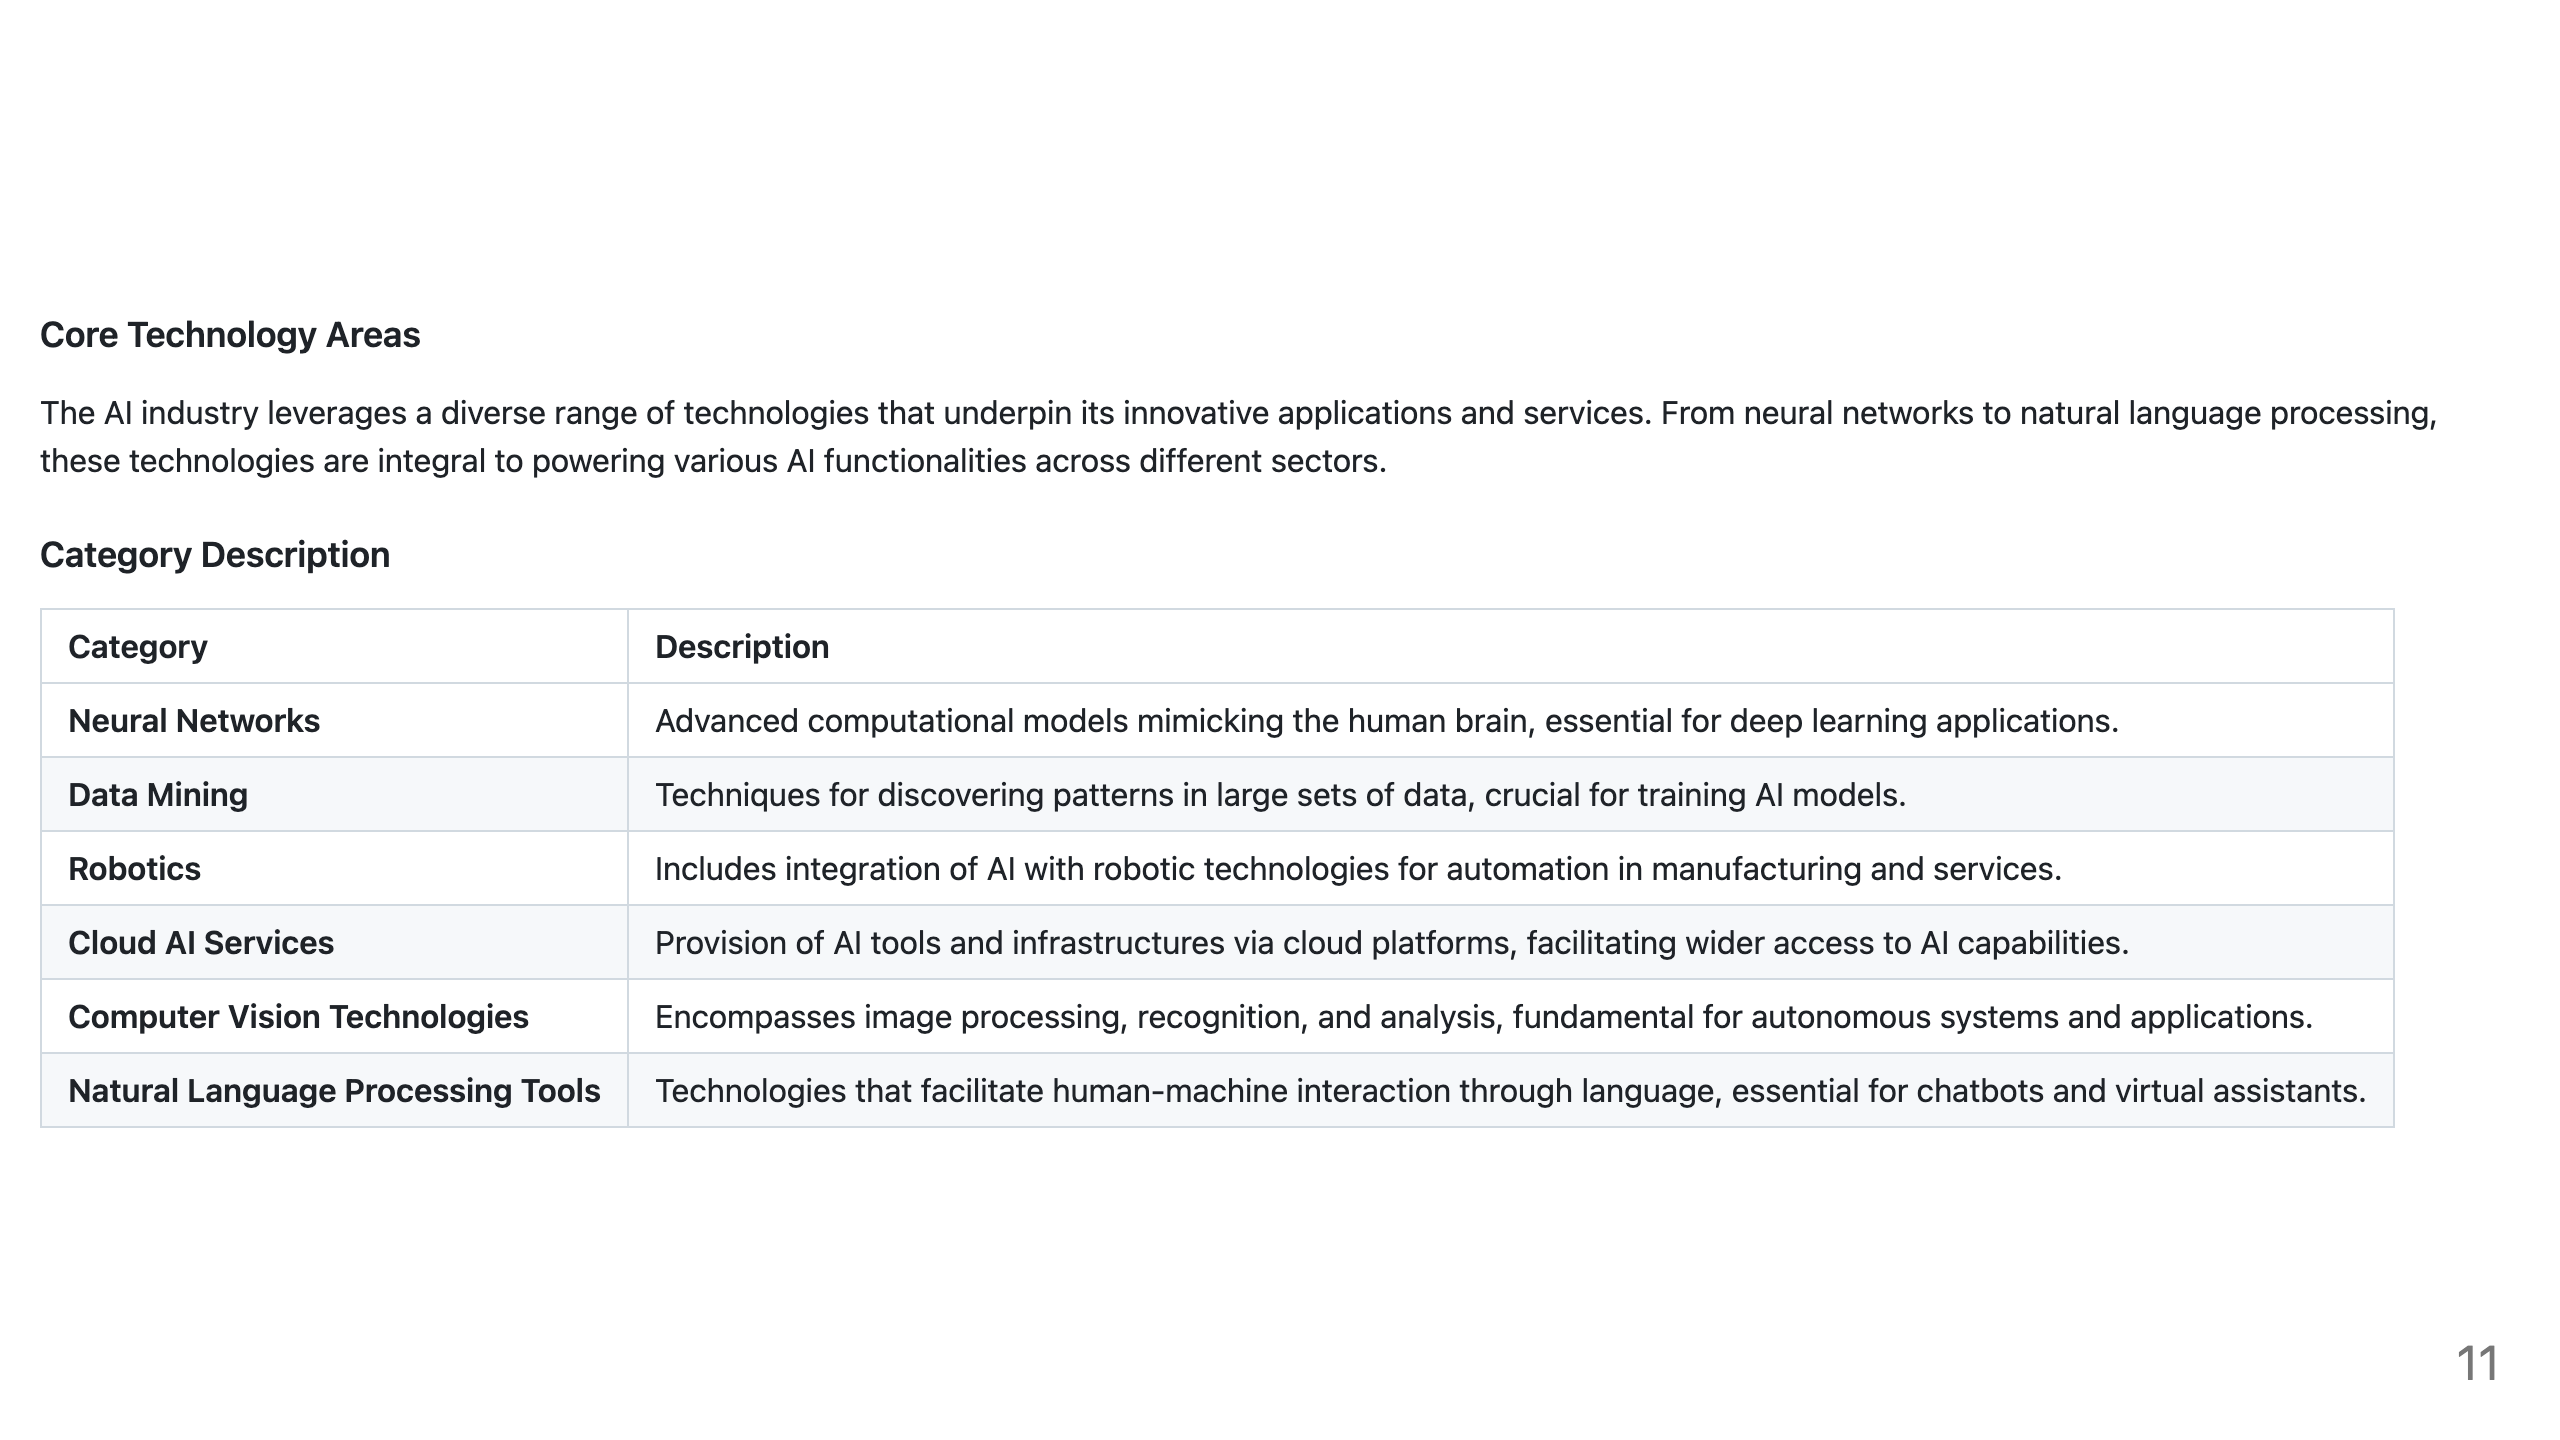 Core Technology Areas
The AI industry leverages a diverse range of technologies that underpin its innovative applications and services. From neural networks to natural language processing,
these technologies are integral to powering various AI functionalities across different sectors.
Category Description
Category Description
Neural Networks Advanced computational models mimicking the human brain, essential for deep learning applications.
Data Mining Techniques for discovering patterns in large sets of data, crucial for training AI models.
Robotics Includes integration of AI with robotic technologies for automation in manufacturing and services.
Cloud AI Services Provision of AI tools and infrastructures via cloud platforms, facilitating wider access to AI capabilities.
Computer Vision Technologies Encompasses image processing, recognition, and analysis, fundamental for autonomous systems and applications.
Natural Language Processing Tools Technologies that facilitate human-machine interaction through language, essential for chatbots and virtual assistants.
11